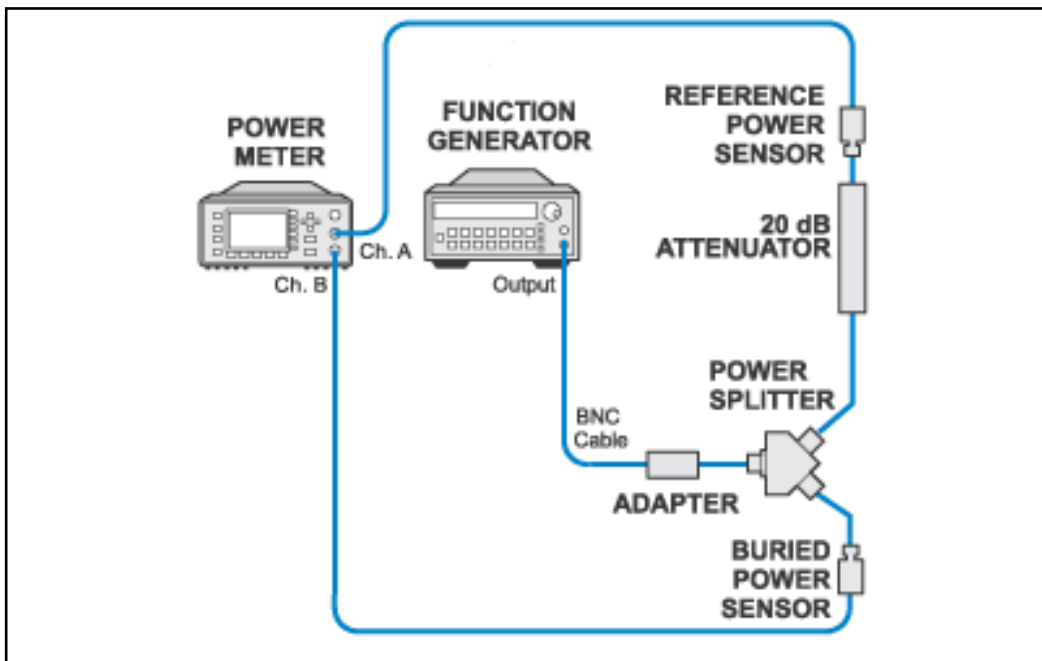 REFERENCE
POWER
SENSOR
FUNCTION
GENERATOR
POWER
METER
20 dB
ATTENUATOR
Ch. A
Ch. B
Output
POWER
SPLITTER
BNC
Cable
ADAPTER
BURIED
POWER
SENSOR